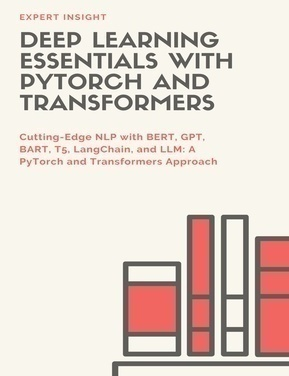 EXPERT INSIGHT
DEEP LEARNING
ESSENTIALS WITH
PYTORCH AND
TRANSFORMERS
Cutting-Edge NLP with BERT, GPT,
BART, T5, LangChain, and LLM: A
PyTorch and Transformers Approach